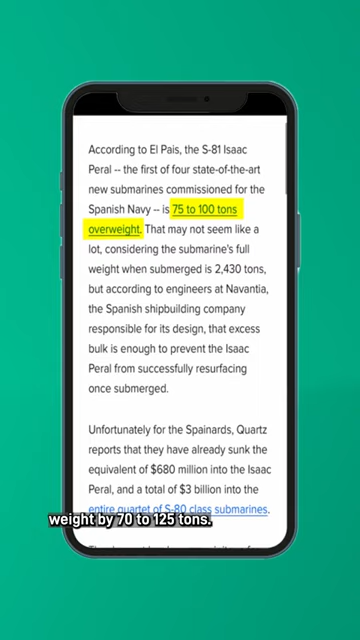 According to El Pais, the S-81 Isaac
Peral -- the first of four state-of-the-art
new submarines commissioned for the
Spanish Navy -- is 75 to 100 tons
overweight. That may not seem like a
lot, considering the submarine's full
weight when submerged is 2,430 tons,
but according to engineers at Navantia,
the Spanish shipbuilding company
responsible for its design, that excess
bulk is enough to prevent the Isaac
Peral from successfully resurfacing
once submerged.
Unfortunately for the Spainards, Quartz
reports that they have already sunk the
equivalent of $680 million into the Isaac
Peral, and a total of $3 billion into the
entire quartet of S-80 class submarines.
weight by 70 to 125 tons.